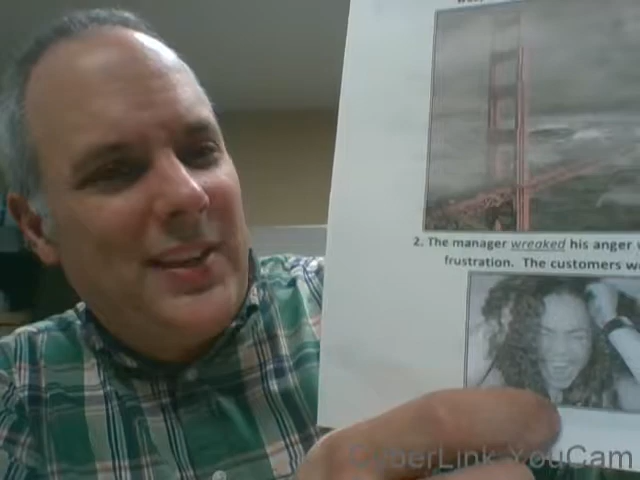 2. The manager wreaked his anger
frustration. The customers
CyberLink YouCam